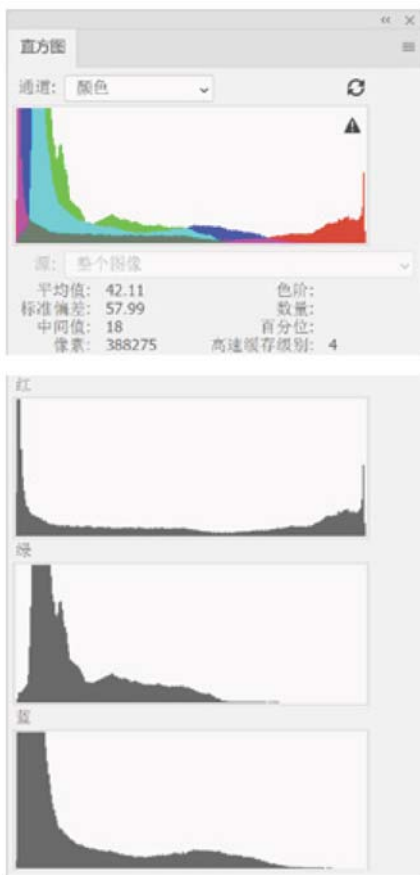 直方图
通道: 颜色
源: 整个图像
平均值: 42.11 色阶:
标准偏差: 57.99 数量:
中间值: 18 百分位:
像素: 388275 高速缓存级别: 4
红
绿
蓝